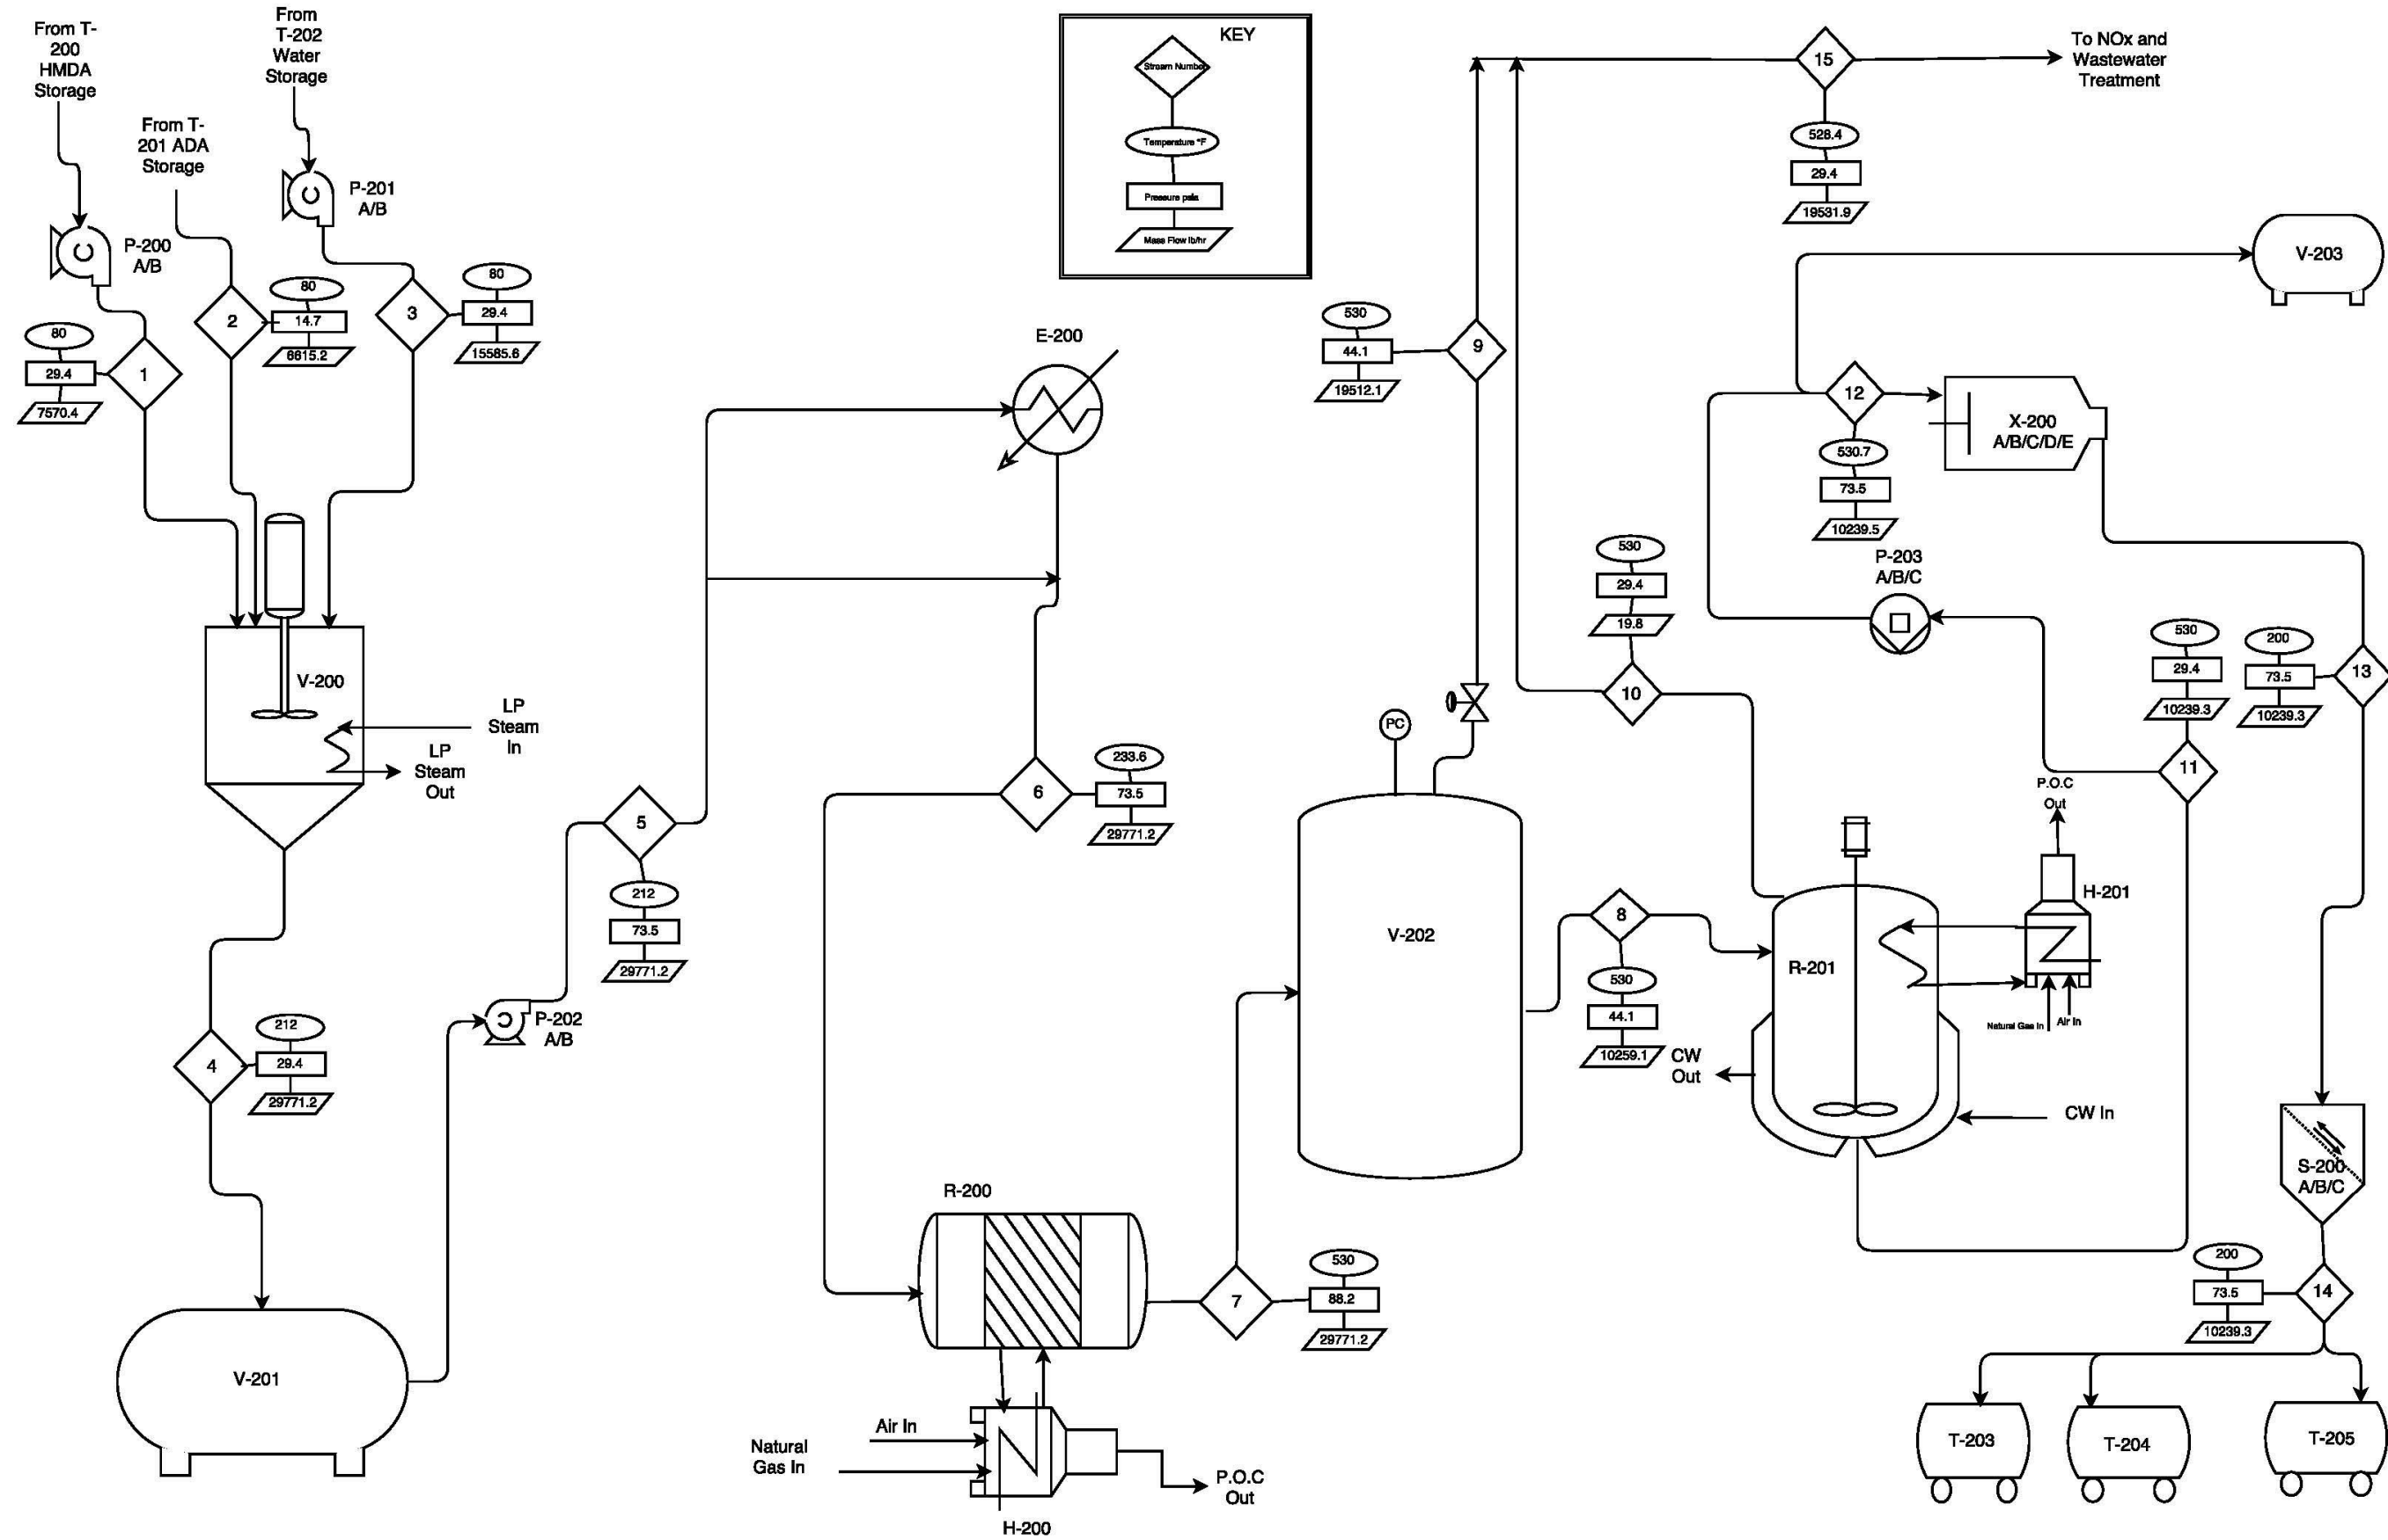 From T-
200
HMDA
Storage
From
T-202
Water
Storage
From T-
201 ADA
Storage
P-200
A/B
P-201
A/B
80
29.4
7570.4
1
2
80
14.7
6615.2
3
80
29.4
15585.6
V-200
LP
Steam
In
LP
Steam
Out
4
212
29.4
29771.2
V-201
P-202
A/B
5
212
73.5
29771.2
E-200
6
233.6
73.5
29771.2
R-200
7
530
88.2
29771.2
Air In
Natural
Gas In
P.O.C
Out
H-200
KEY
Stream Number
Temperature °F
Pressure psia
Mass Flow lb/hr
530
44.1
19512.1
9
PC
V-202
8
530
44.1
10259.1
530
29.4
19.8
10
15
528.4
29.4
19531.9
To NOx and
Wastewater
Treatment
V-203
12
530.7
73.5
10239.5
X-200
A/B/C/D/E
P-203
A/B/C
530
29.4
10239.3
11
200
73.5
10239.3
13
P.O.C
Out
H-201
Natural Gas In
Air In
R-201
CW
Out
CW In
S-200
A/B/C
200
73.5
10239.3
14
T-203
T-204
T-205